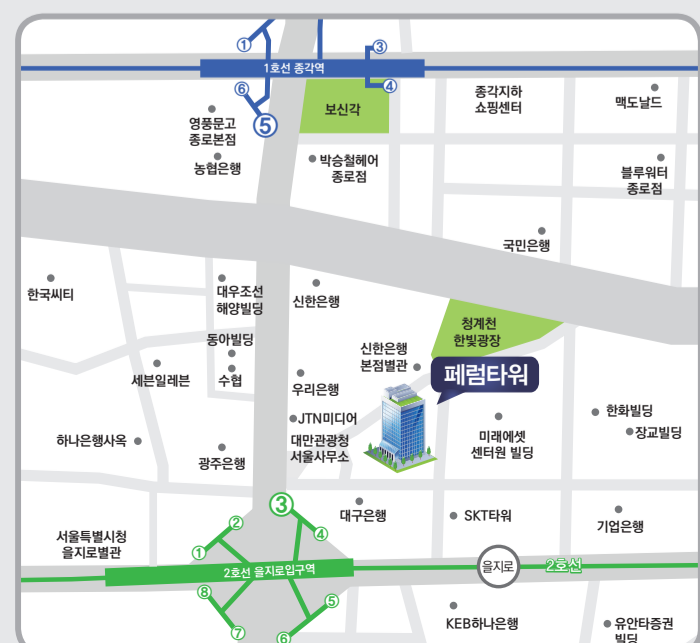 ①
③
1호선 종각역
⑥
④
⑤
보신각
종각지하
쇼핑센터
맥도날드
영풍문고
종로본점
농협은행
박승철헤어
종로점
블루워터
종로점
국민은행
한국씨티
대우조선
해양빌딩
신한은행
청계천
한빛광장
동아빌딩
신한은행
본점별관
페럼타워
세븐일레븐
수협
우리은행
JTN미디어
한화빌딩
장교빌딩
하나은행사옥
광주은행
대만관광청
서울사무소
미래에셋
센터원 빌딩
③
②
④
①
대구은행
SKT타워
기업은행
서울특별시청
을지로별관
2호선 을지로입구역
을지로
2호선
⑧
⑤
⑦
⑥
KEB하나은행
유안타증권
빌딩